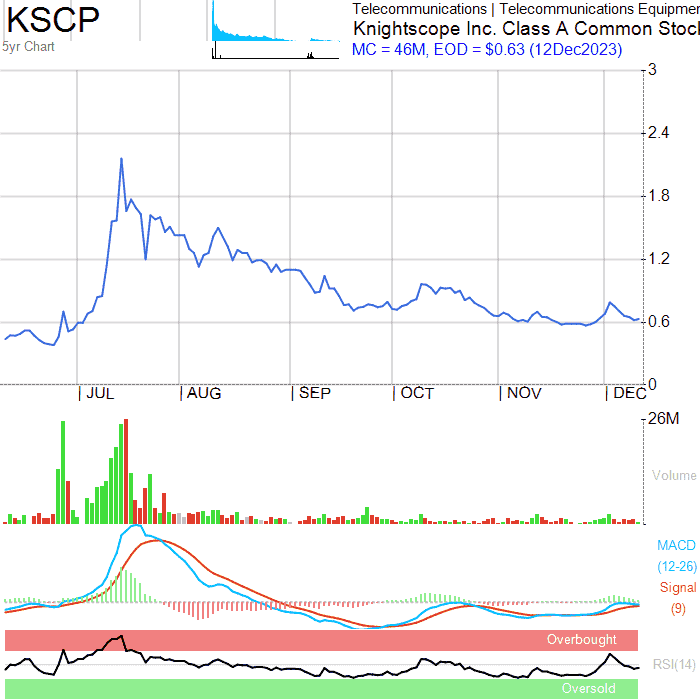 KSCP
5yr Chart
Telecommunications | Telecommunications Equipmen
Knightscope Inc. Class A Common Stoc
MC = 46M, EOD = $0.63 (12Dec2023)
3
2.4
1.8
1.2
0.6
0
| JUL | AUG | SEP | OCT | NOV | DEC
26M
Volume
MACD
(12-26)
Signal
(9)
Overbought
RSI(14)
Oversold